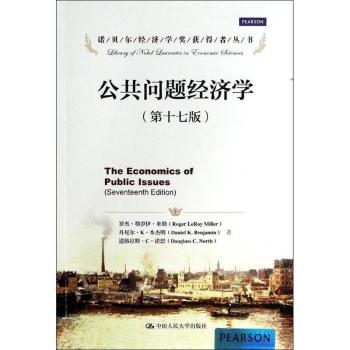 PEARSON
诺/贝/尔/经/济/学/奖/获/得/者/丛/书
Library of Nobel Laureates in Economic Sciences
公共问题经济学
(第十七版)
The Economics of
Public Issues
(Seventeenth Edition)
罗杰·勒罗伊·米勒 (Roger LeRoy Miller)
丹尼尔·K·本杰明 (Daniel K. Benjamin) 著
道格拉斯·C·诺思 (Douglass C. North)
中国人民大学出版社
PEARSON